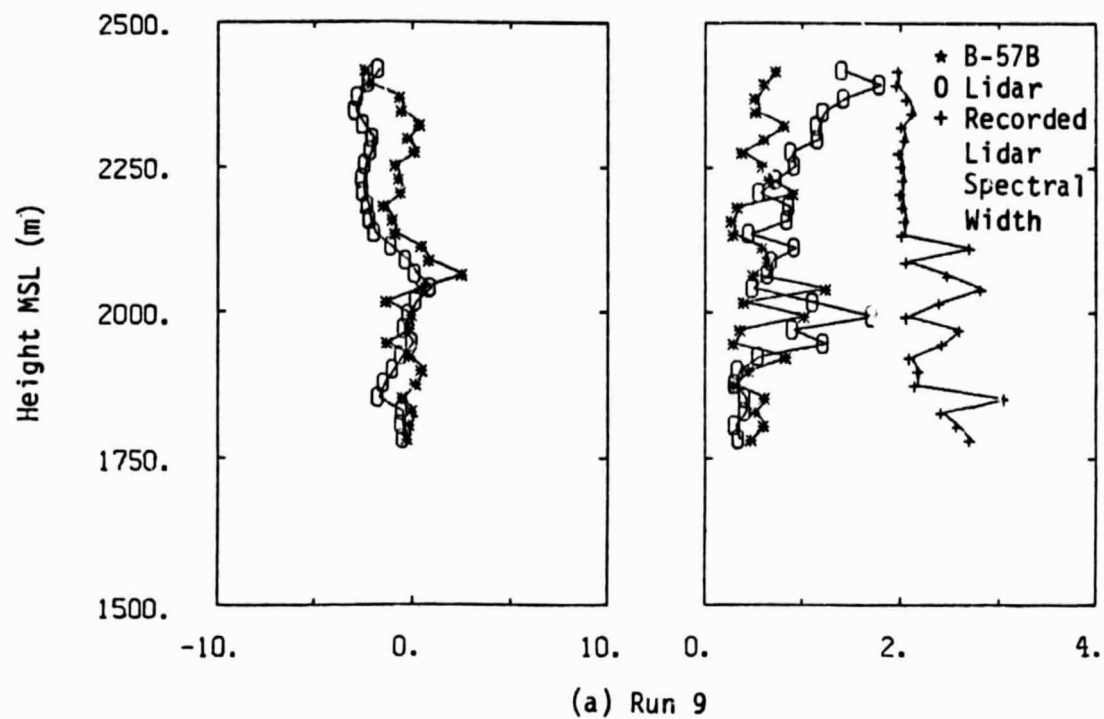 Height MSL (m)
2500.
2250.
2000.
1750.
1500.
-10.
0.
10.
0.
2.
4.
* B-57B
0 Lidar
+ Recorded
Lidar
Spectral
Width
(a) Run 9